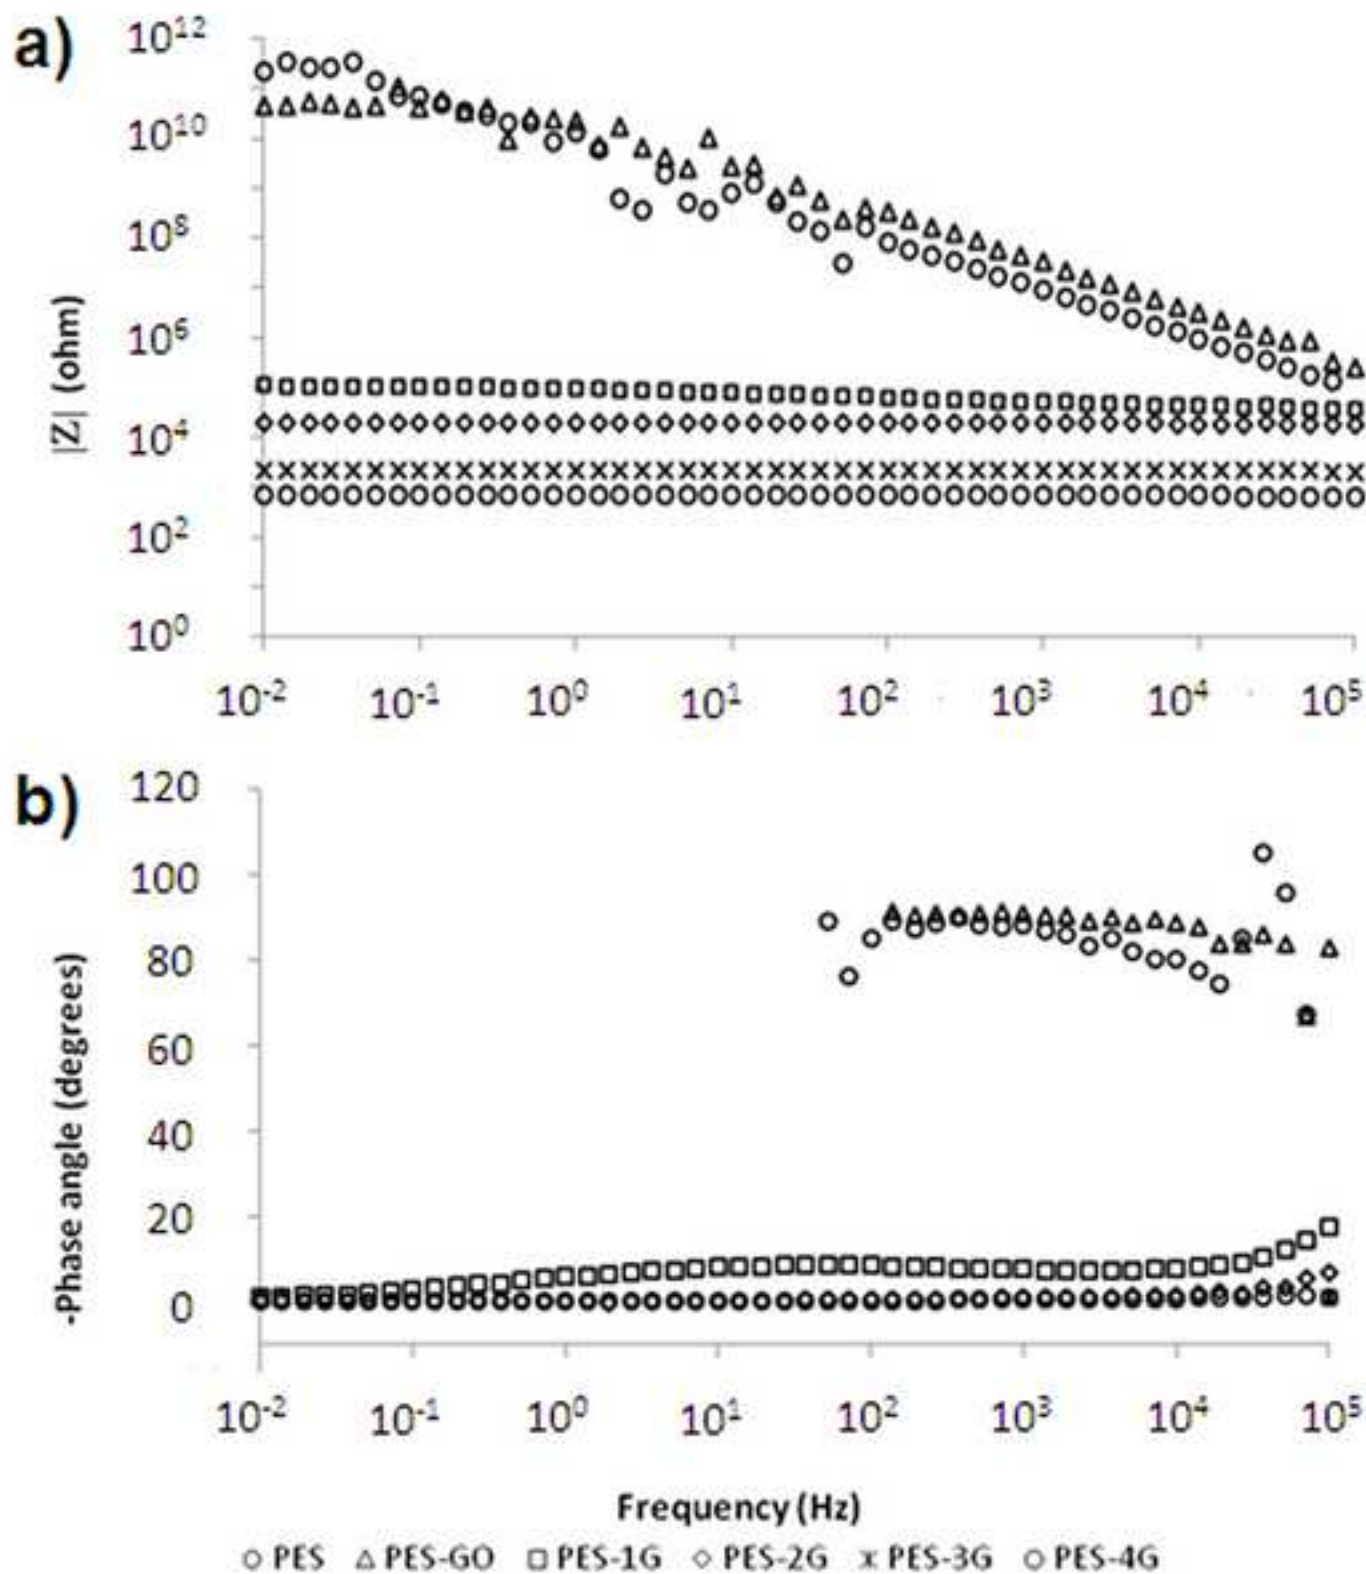 a)
10¹²
10¹⁰
10⁸
10⁶
10⁴
10²
10⁰
|Z| (ohm)
10⁻² 10⁻¹ 10⁰ 10¹ 10² 10³ 10⁴ 10⁵
b)
120
100
80
60
40
20
0
-Phase angle (degrees)
10⁻² 10⁻¹ 10⁰ 10¹ 10² 10³ 10⁴ 10⁵
Frequency (Hz)
PES PES-GO PES-1G PES-2G PES-3G PES-4G